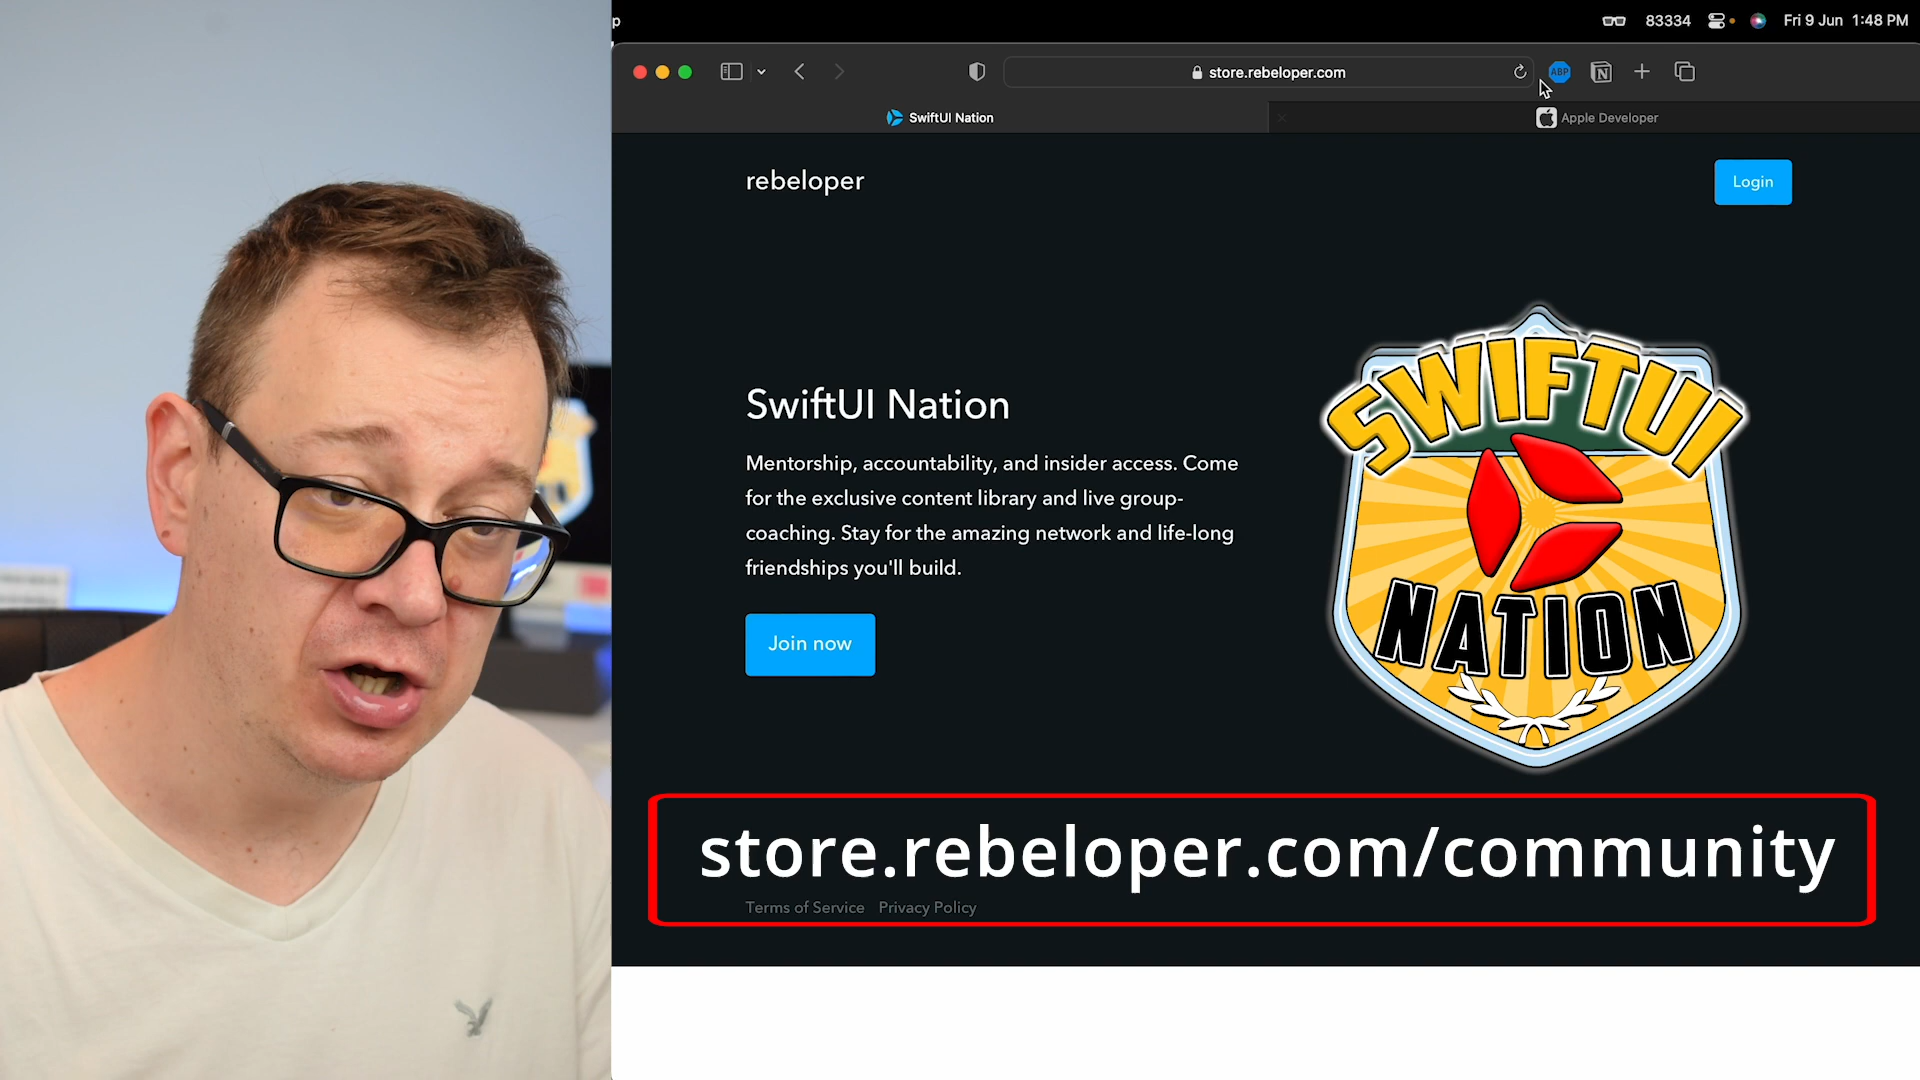 p
83334
Fri 9 Jun 1:48 PM
store.rebeloper.com
ABP
N
SwiftUI Nation
Apple Developer
rebeloper
Login
SWIFTUI
NATION
SwiftUI Nation
Mentorship, accountability, and insider access. Come
for the exclusive content library and live group-
coaching. Stay for the amazing network and life-long
friendships you'll build.
Join now
store.rebeloper.com/community
Terms of Service
Privacy Policy